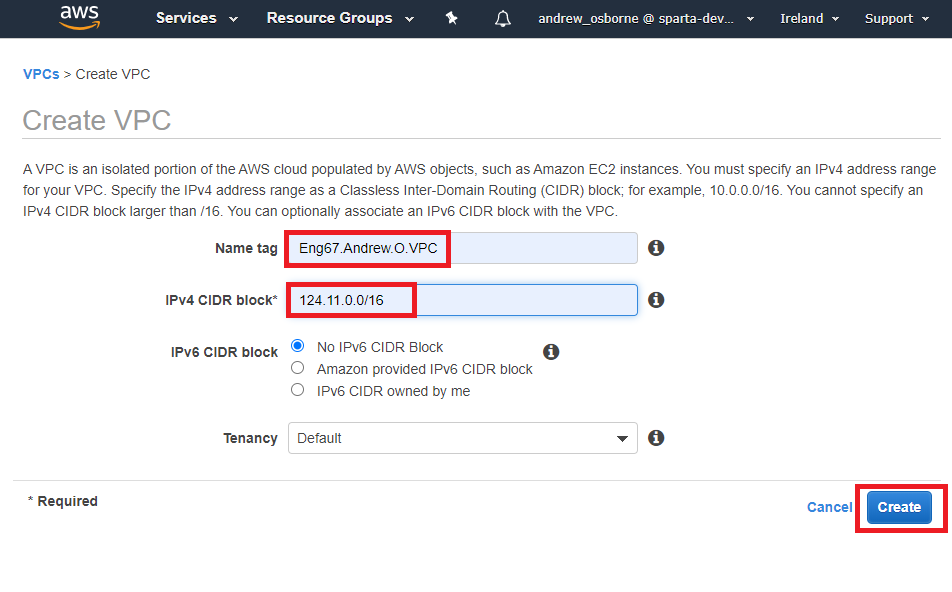 aws Services Resource Groups andrew_osborne @ sparta-dev... Ireland Support
VPCs > Create VPC
Create VPC
A VPC is an isolated portion of the AWS cloud populated by AWS objects, such as Amazon EC2 instances. You must specify an IPv4 address range
for your VPC. Specify the IPv4 address range as a Classless Inter-Domain Routing (CIDR) block; for example, 10.0.0.0/16. You cannot specify an
IPv4 CIDR block larger than /16. You can optionally associate an IPv6 CIDR block with the VPC.
Name tag Eng67.Andrew.O.VPC
IPv4 CIDR block* 124.11.0.0/16
IPv6 CIDR block No IPv6 CIDR Block
Amazon provided IPv6 CIDR block
IPv6 CIDR owned by me
Tenancy Default
* Required
Cancel Create